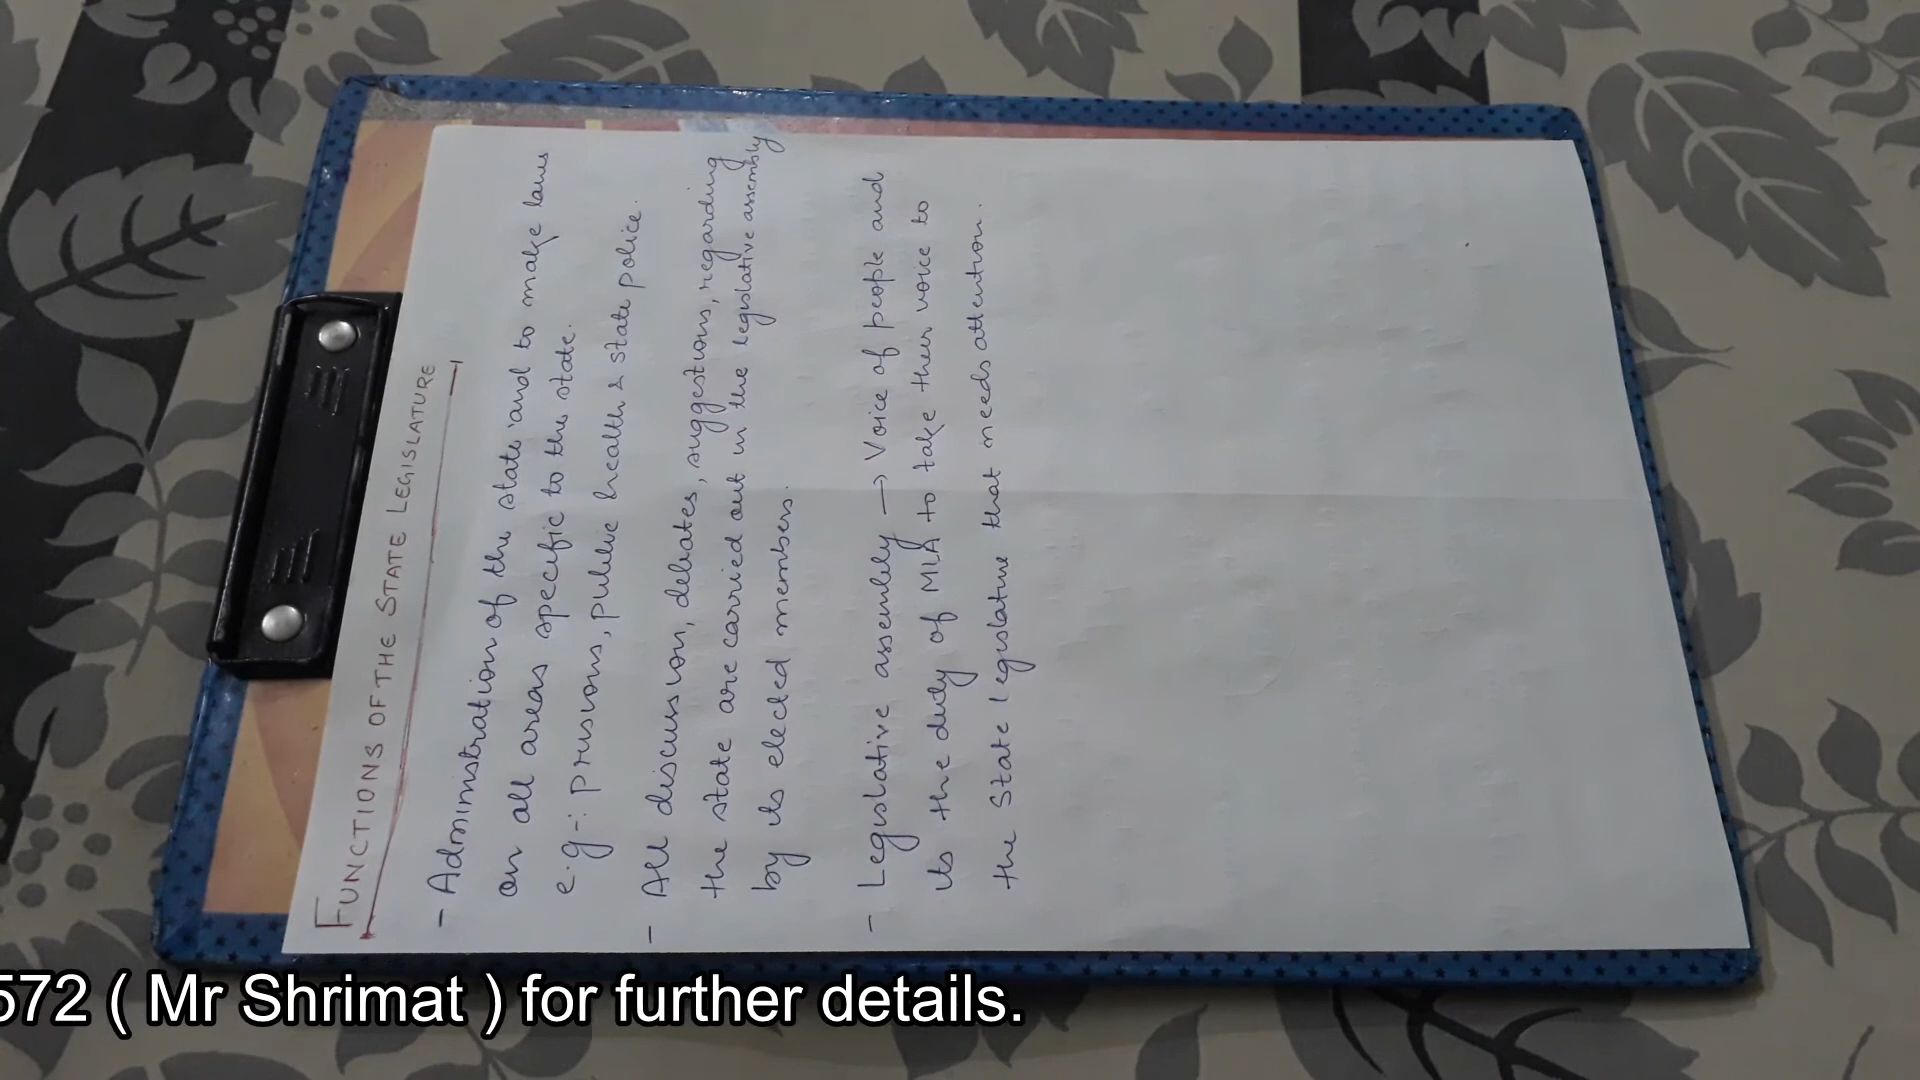 FUNCTIONS OF THE STATE LEGISLATURE
- Administration of the state and to make laws
on all areas specific to the state.
e.g -: prisions, public health & state police.
- All discussion, debates, suggestions, regarding
the state are carried out in the legislative assembly
by its elected members.
- Legislative assembly → Voice of people and
its the duty of MLA to take their voice to
the State legislature that needs attention.
572 ( Mr Shrimat ) for further details.